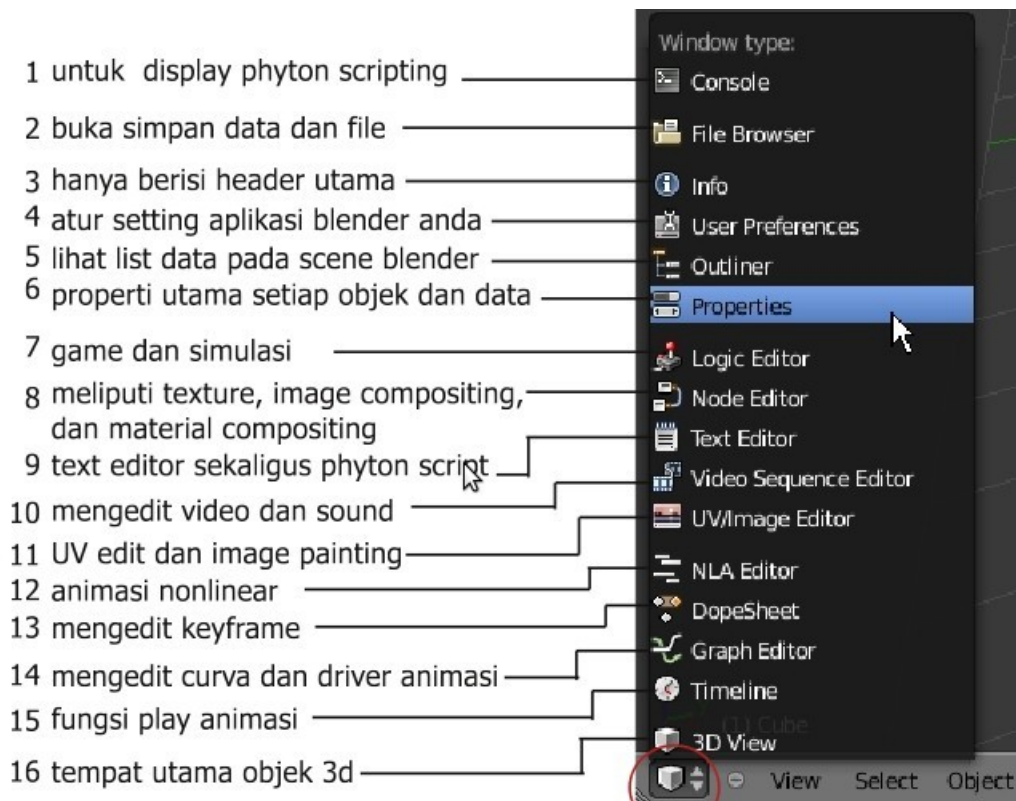 Window type:
1 untuk display phyton scripting
Console
2 buka simpan data dan file
File Browser
3 hanya berisi header utama
Info
4 atur setting aplikasi blender anda
User Preferences
5 lihat list data pada scene blender
Outliner
6 properti utama setiap objek dan data
Properties
7 game dan simulasi
Logic Editor
8 meliputi texture, image compositing,
dan material compositing
Node Editor
9 text editor sekaligus phyton script
Text Editor
10 mengedit video dan sound
Video Sequence Editor
11 UV edit dan image painting
UV/Image Editor
12 animasi nonlinear
NLA Editor
13 mengedit keyframe
DopeSheet
14 mengedit curva dan driver animasi
Graph Editor
15 fungsi play animasi
Timeline
(1) Cube
16 tempat utama objek 3d
3D View
View Select Object